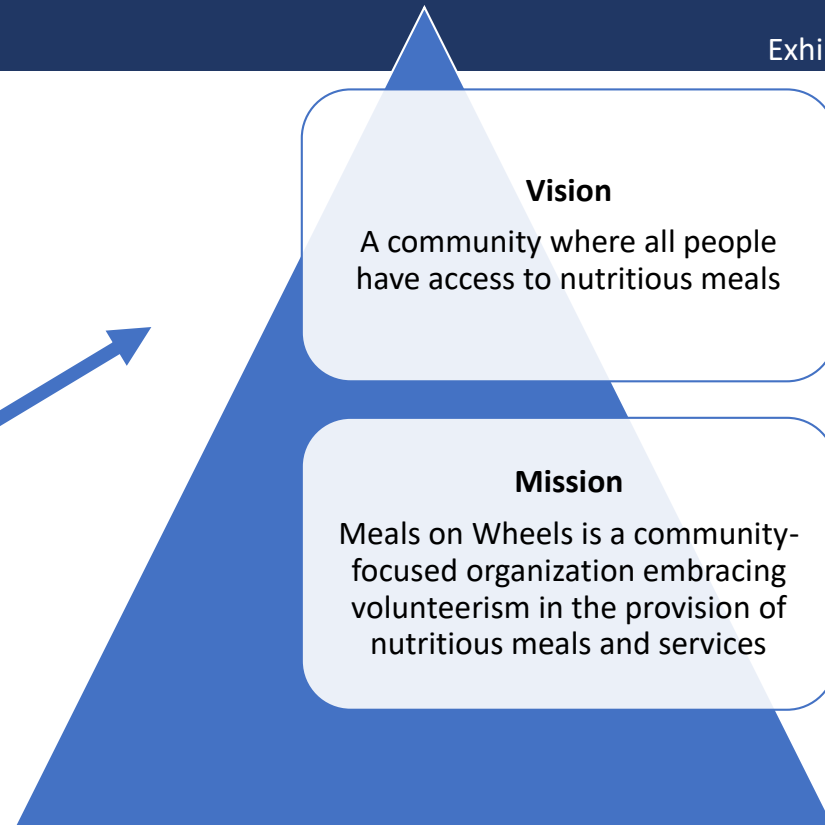 Exhi
Vision
A community where all people
have access to nutritious meals
Mission
Meals on Wheels is a community-
focused organization embracing
volunteerism in the provision of
nutritious meals and services